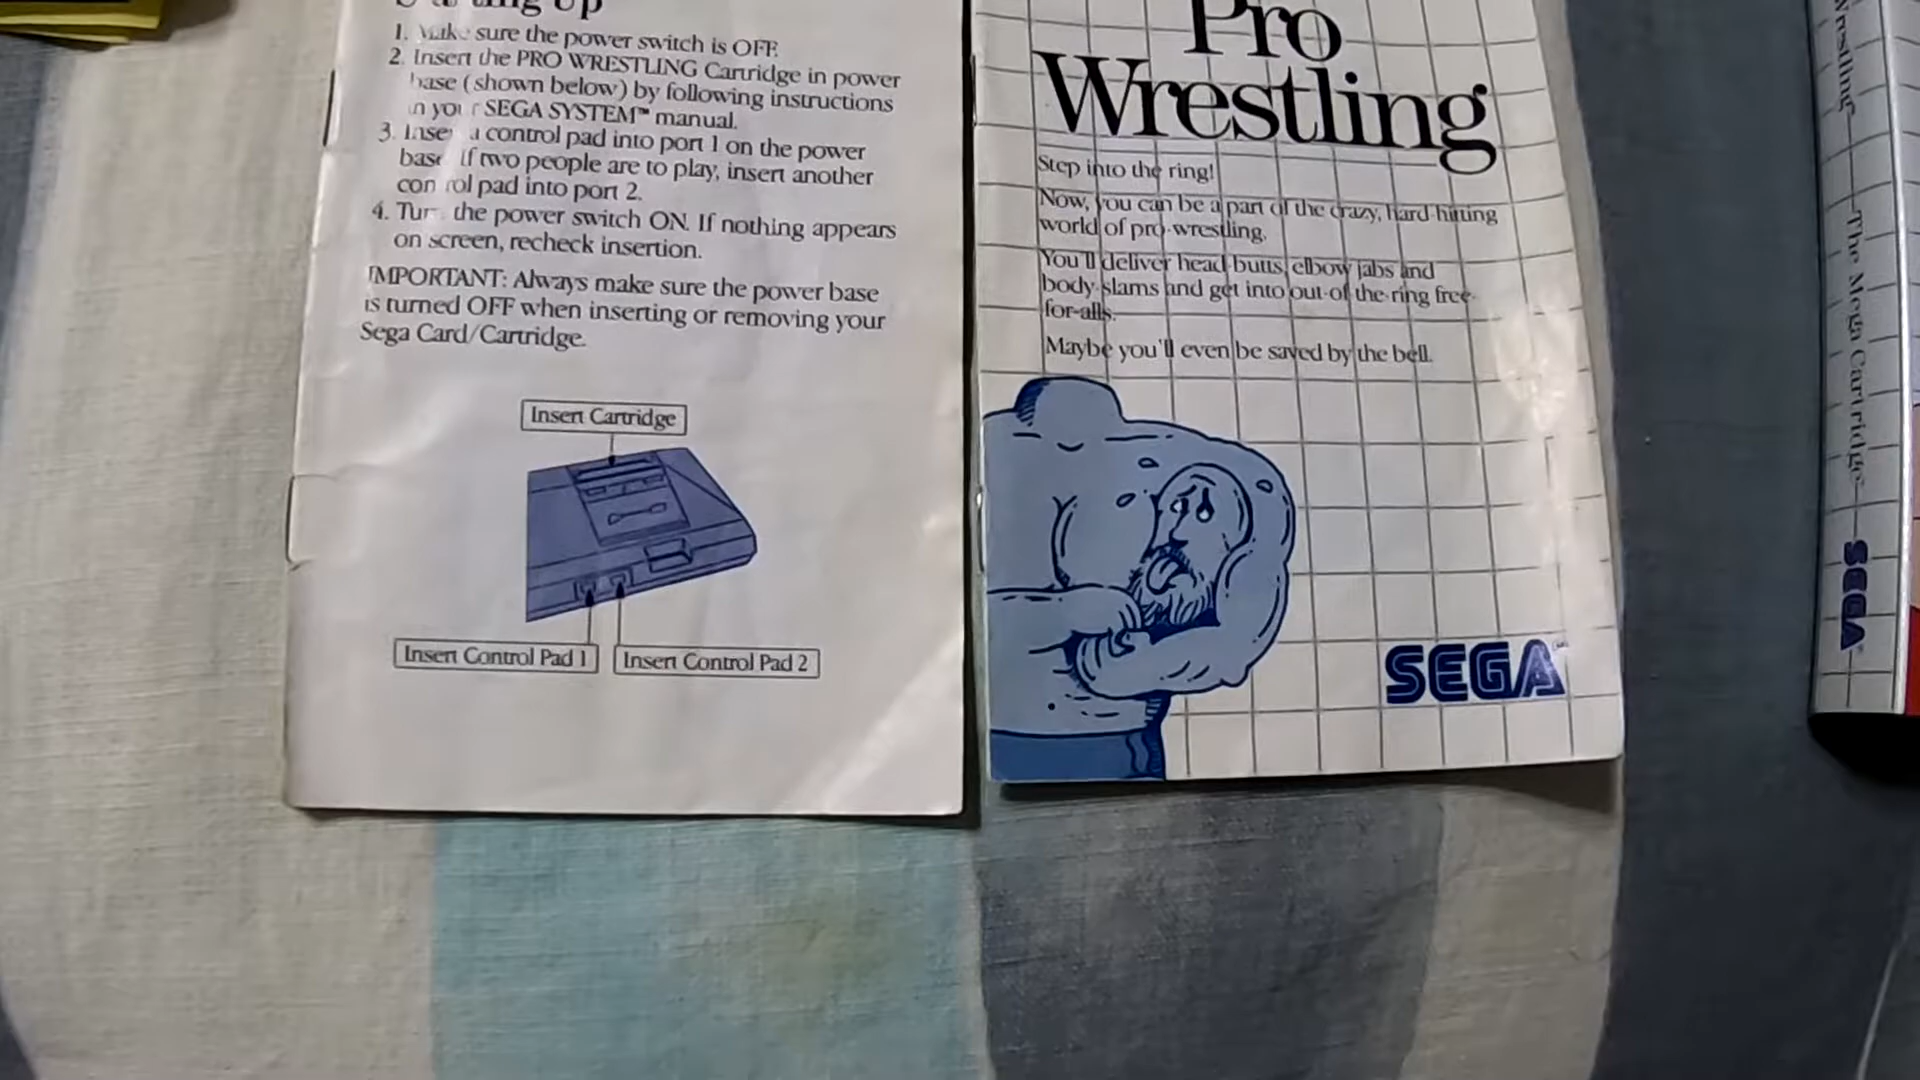 Starting Up
1. Make sure the power switch is OFF.
2. Insert the PRO WRESTLING Cartridge in power
base (shown below) by following instructions
in your SEGA SYSTEM™ manual.
3. Insert a control pad into port 1 on the power
base. If two people are to play, insert another
control pad into port 2.
4. Turn the power switch ON. If nothing appears
on screen, recheck insertion.
IMPORTANT: Always make sure the power base
is turned OFF when inserting or removing your
Sega Card/Cartridge.
Insert Cartridge
Insert Control Pad 1
Insert Control Pad 2
Pro
Wrestling
Step into the ring!
Now, you can be a part of the crazy, hard-hitting
world of pro-wrestling.
You'll deliver head-butts, elbow jabs and
body-slams and get into out-of-the-ring free-
for-alls.
Maybe you'll even be saved by the bell.
SEGA
Wrestling
The Mega Cartridge
SEGA